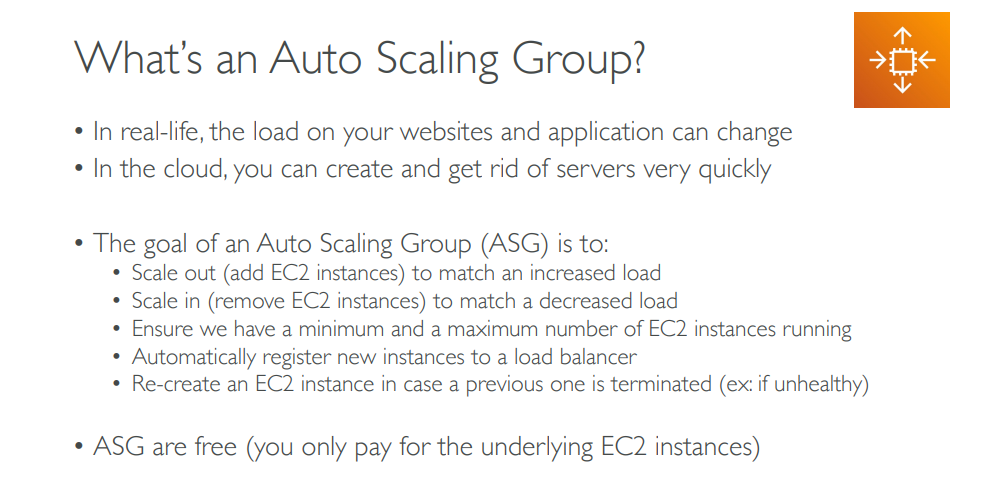 What's an Auto Scaling Group?
• In real-life, the load on your websites and application can change
• In the cloud, you can create and get rid of servers very quickly
• The goal of an Auto Scaling Group (ASG) is to:
• Scale out (add EC2 instances) to match an increased load
• Scale in (remove EC2 instances) to match a decreased load
• Ensure we have a minimum and a maximum number of EC2 instances running
• Automatically register new instances to a load balancer
• Re-create an EC2 instance in case a previous one is terminated (ex: if unhealthy)
• ASG are free (you only pay for the underlying EC2 instances)